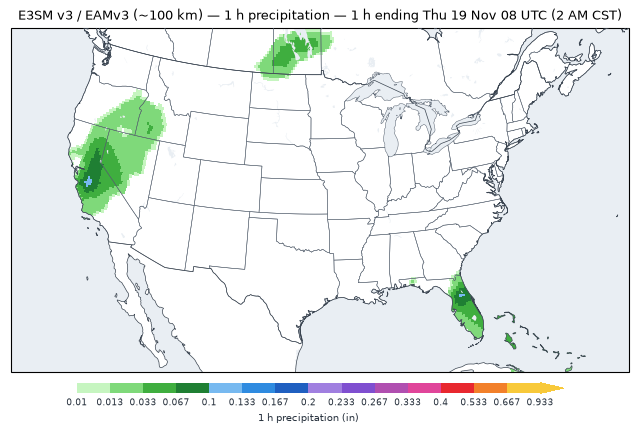 E3SM v3 / EAMv3 (~100 km) — 1 h precipitation — 1 h ending Thu 19 Nov 08 UTC (2 AM CST)
0.01 0.013 0.033 0.067 0.1 0.133 0.167 0.2 0.233 0.267 0.333 0.4 0.533 0.667 0.933
1 h precipitation (in)